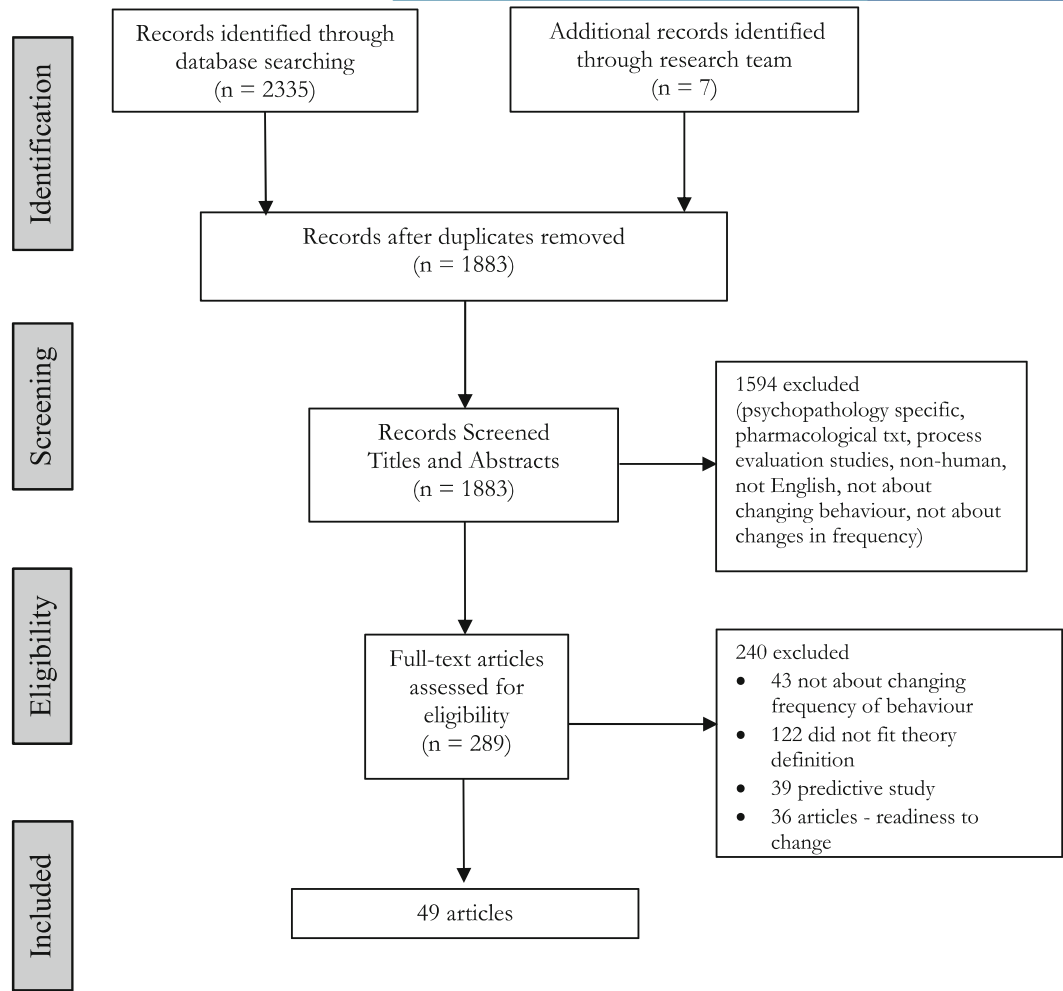 Identification
Records identified through
database searching
(n = 2335)
Additional records identified
through research team
(n = 7)
Records after duplicates removed
(n = 1883)
Screening
Records Screened
Titles and Abstracts
(n = 1883)
1594 excluded
(psychopathology specific,
pharmacological txt, process
evaluation studies, non-human,
not English, not about
changing behaviour, not about
changes in frequency)
Eligibility
Full-text articles
assessed for
eligibility
(n = 289)
240 excluded
• 43 not about changing
frequency of behaviour
• 122 did not fit theory
definition
• 39 predictive study
• 36 articles - readiness to
change
Included
49 articles